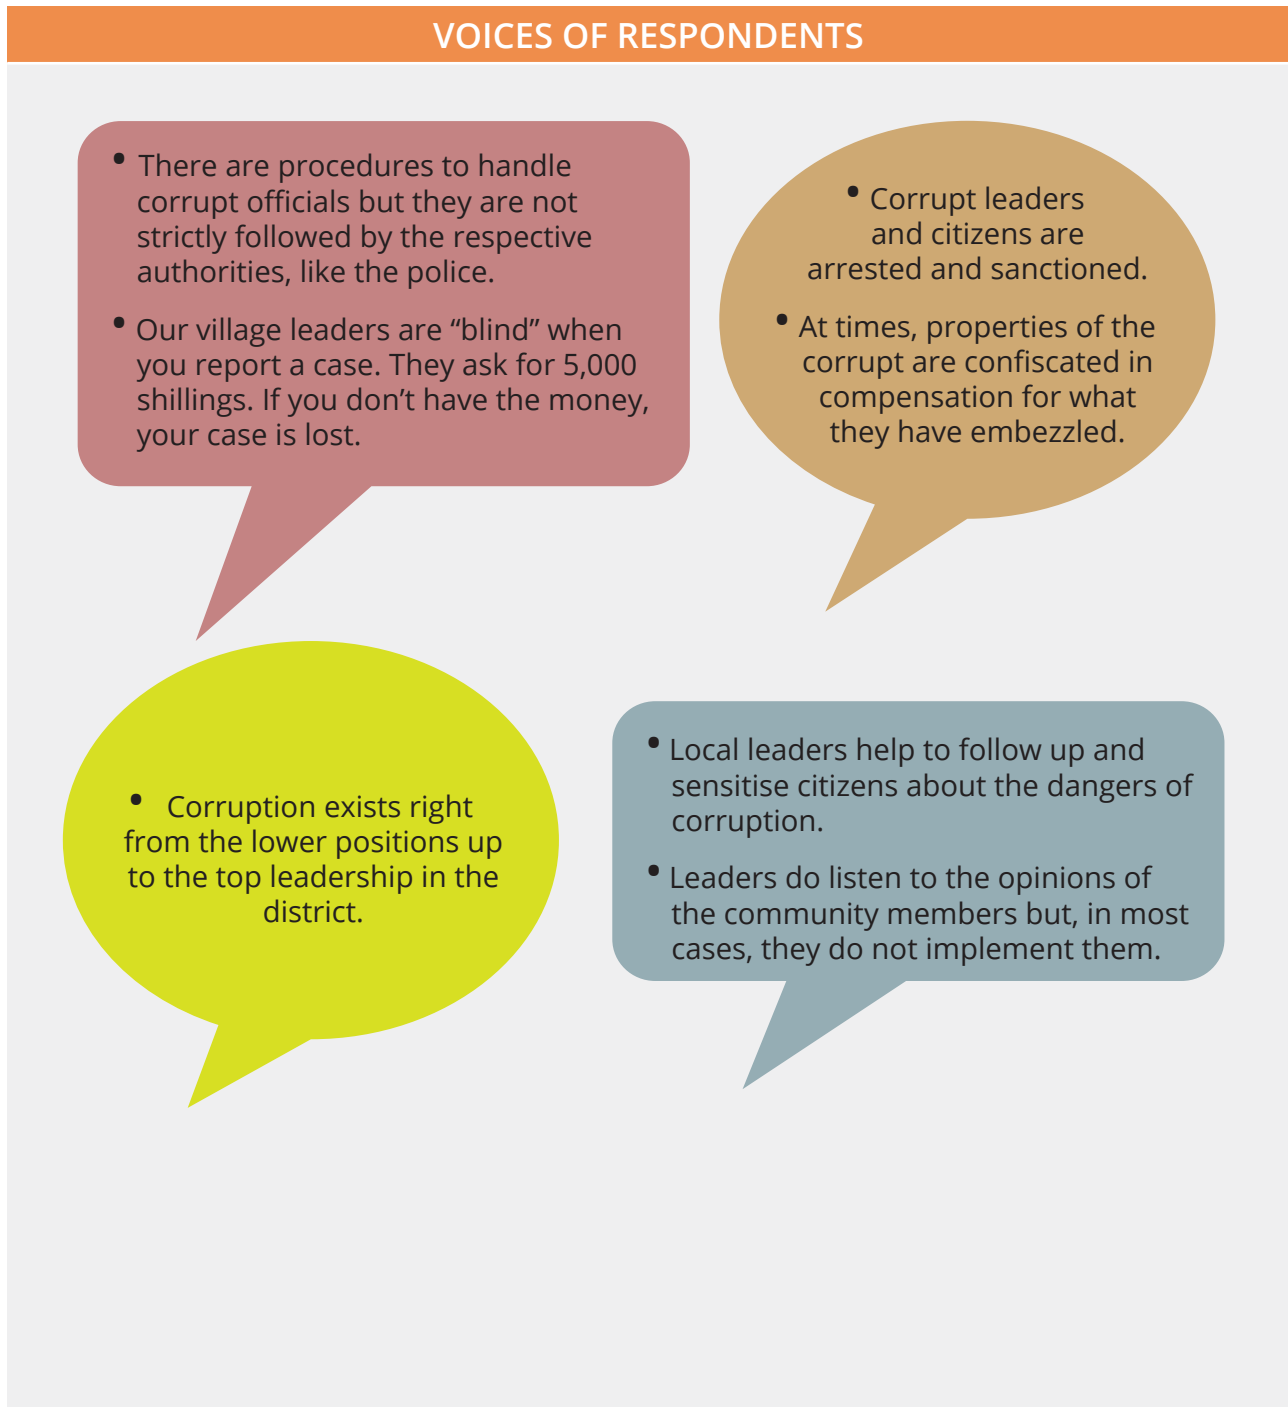 VOICES OF RESPONDENTS
• There are procedures to handle
corrupt officials but they are not
strictly followed by the respective
authorities, like the police.
• Our village leaders are “blind” when
you report a case. They ask for 5,000
shillings. If you don’t have the money,
your case is lost.
• Corrupt leaders
and citizens are
arrested and sanctioned.
• At times, properties of the
corrupt are confiscated in
compensation for what
they have embezzled.
• Corruption exists right
from the lower positions up
to the top leadership in the
district.
• Local leaders help to follow up and
sensitise citizens about the dangers of
corruption.
• Leaders do listen to the opinions of
the community members but, in most
cases, they do not implement them.